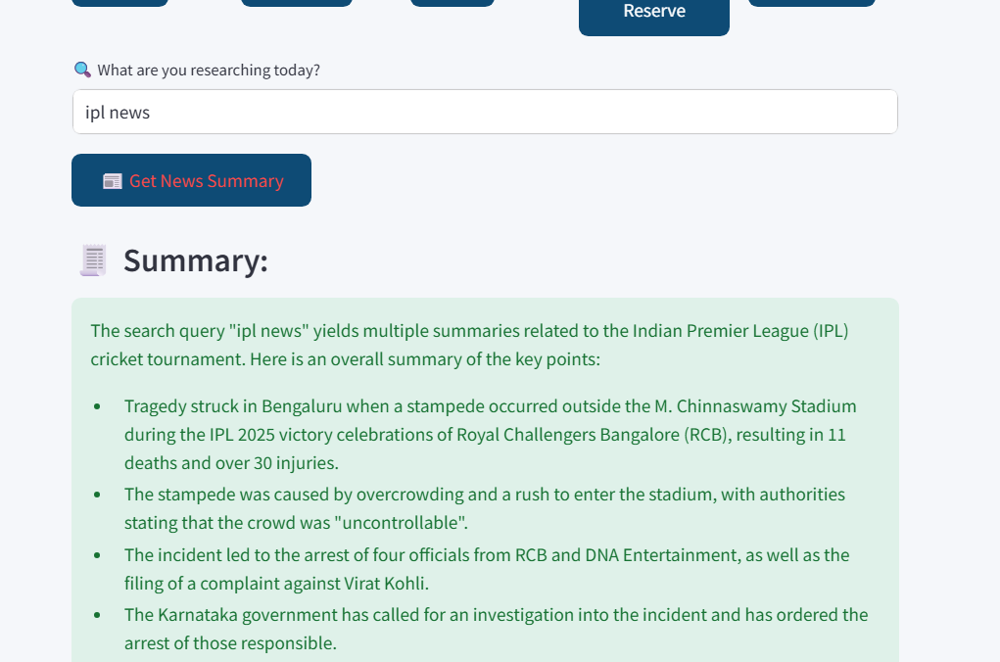 Reserve
What are you researching today?
ipl news
Get News Summary
Summary:
The search query "ipl news" yields multiple summaries related to the Indian Premier League (IPL)
cricket tournament. Here is an overall summary of the key points:
Tragedy struck in Bengaluru when a stampede occurred outside the M. Chinnaswamy Stadium
during the IPL 2025 victory celebrations of Royal Challengers Bangalore (RCB), resulting in 11
deaths and over 30 injuries.
The stampede was caused by overcrowding and a rush to enter the stadium, with authorities
stating that the crowd was "uncontrollable".
The incident led to the arrest of four officials from RCB and DNA Entertainment, as well as the
filing of a complaint against Virat Kohli.
The Karnataka government has called for an investigation into the incident and has ordered the
arrest of those responsible.